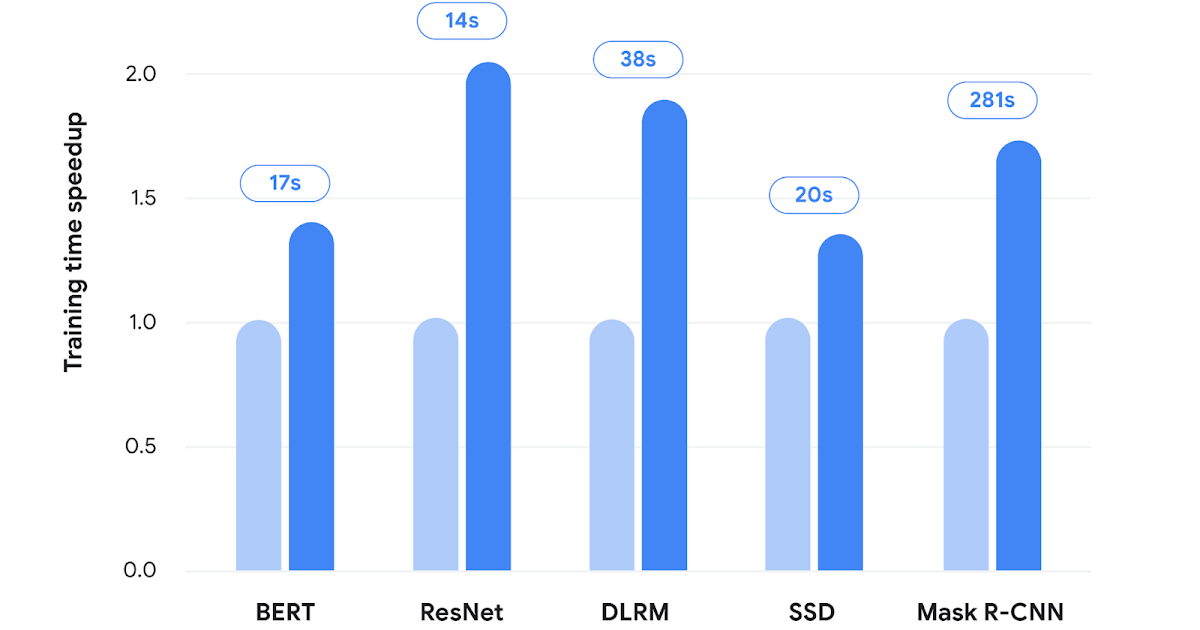 14s
38s
281s
17s
20s
Training time speedup
2.0
1.5
1.0
0.5
0.0
BERT
ResNet
DLRM
SSD
Mask R-CNN